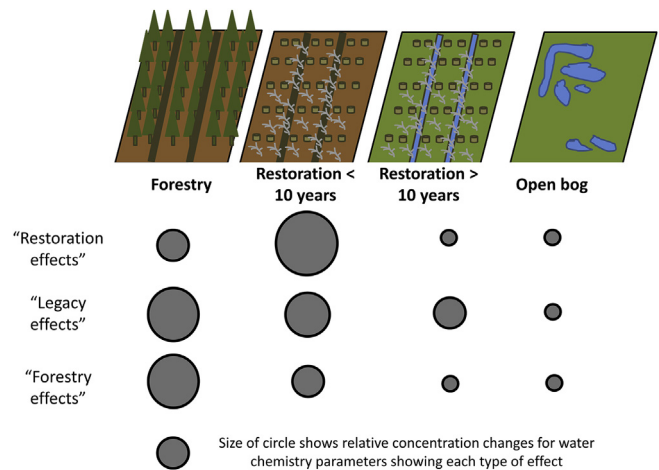 Forestry
Restoration <
10 years
Restoration >
10 years
Open bog
“Restoration
effects”
“Legacy
effects”
“Forestry
effects”
Size of circle shows relative concentration changes for water
chemistry parameters showing each type of effect